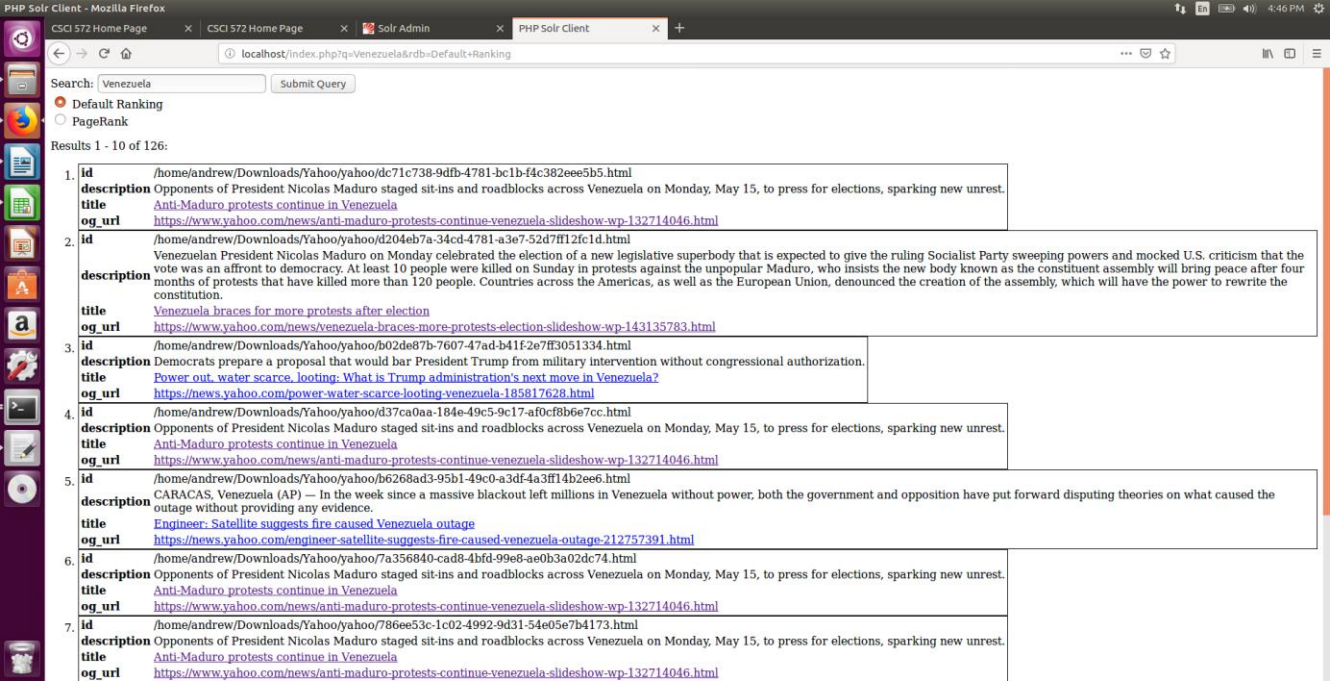 PHP Solr Client - Mozilla Firefox
En
4:46 PM
CSCI 572 Home Page
CSCI 572 Home Page
Solr Admin
PHP Solr Client
localhost/index.php?q=Venezuela&rdb=Default+Ranking
Search: Venezuela Submit Query
Default Ranking
PageRank
Results 1 - 10 of 126:
1. id /home/andrew/Downloads/Yahoo/yahoo/dc71c738-9dfb-4781-bc1b-f4c382eee5b5.html
description Opponents of President Nicolas Maduro staged sit-ins and roadblocks across Venezuela on Monday, May 15, to press for elections, sparking new unrest.
title Anti-Maduro protests continue in Venezuela
og_url https://www.yahoo.com/news/anti-maduro-protests-continue-venezuela-slideshow-wp-132714046.html
2. id /home/andrew/Downloads/Yahoo/yahoo/d204eb7a-34cd-4781-a3e7-52d7ff12fc1d.html
Venezuelan President Nicolas Maduro on Monday celebrated the election of a new legislative superbody that is expected to give the ruling Socialist Party sweeping powers and mocked U.S. criticism that the
description vote was an affront to democracy. At least 10 people were killed on Sunday in protests against the unpopular Maduro, who insists the new body known as the constituent assembly will bring peace after four
months of protests that have killed more than 120 people. Countries across the Americas, as well as the European Union, denounced the creation of the assembly, which will have the power to rewrite the
constitution.
title Venezuela braces for more protests after election
og_url https://www.yahoo.com/news/venezuela-braces-more-protests-election-slideshow-wp-143135783.html
3. id /home/andrew/Downloads/Yahoo/yahoo/b02de87b-7607-47ad-b41f-2e7ff3051334.html
description Democrats prepare a proposal that would bar President Trump from military intervention without congressional authorization.
title Power out, water scarce, looting: What is Trump administration's next move in Venezuela?
og_url https://news.yahoo.com/power-water-scarce-looting-venezuela-185817628.html
4. id /home/andrew/Downloads/Yahoo/yahoo/d37ca0aa-184e-49c5-9c17-af0cf8b6e7cc.html
description Opponents of President Nicolas Maduro staged sit-ins and roadblocks across Venezuela on Monday, May 15, to press for elections, sparking new unrest.
title Anti-Maduro protests continue in Venezuela
og_url https://www.yahoo.com/news/anti-maduro-protests-continue-venezuela-slideshow-wp-132714046.html
5. id /home/andrew/Downloads/Yahoo/yahoo/b6268ad3-95b1-49c0-a3df-4a3ff14b2ee6.html
description CARACAS, Venezuela (AP) — In the week since a massive blackout left millions in Venezuela without power, both the government and opposition have put forward disputing theories on what caused the
outage without providing any evidence.
title Engineer: Satellite suggests fire caused Venezuela outage
og_url https://news.yahoo.com/engineer-satellite-suggests-fire-caused-venezuela-outage-212757391.html
6. id /home/andrew/Downloads/Yahoo/yahoo/7a356840-cad8-4bfd-99e8-ae0b3a02dc74.html
description Opponents of President Nicolas Maduro staged sit-ins and roadblocks across Venezuela on Monday, May 15, to press for elections, sparking new unrest.
title Anti-Maduro protests continue in Venezuela
og_url https://www.yahoo.com/news/anti-maduro-protests-continue-venezuela-slideshow-wp-132714046.html
7. id /home/andrew/Downloads/Yahoo/yahoo/786ee53c-1c02-4992-9d31-54e05e7b4173.html
description Opponents of President Nicolas Maduro staged sit-ins and roadblocks across Venezuela on Monday, May 15, to press for elections, sparking new unrest.
title Anti-Maduro protests continue in Venezuela
og_url https://www.yahoo.com/news/anti-maduro-protests-continue-venezuela-slideshow-wp-132714046.html